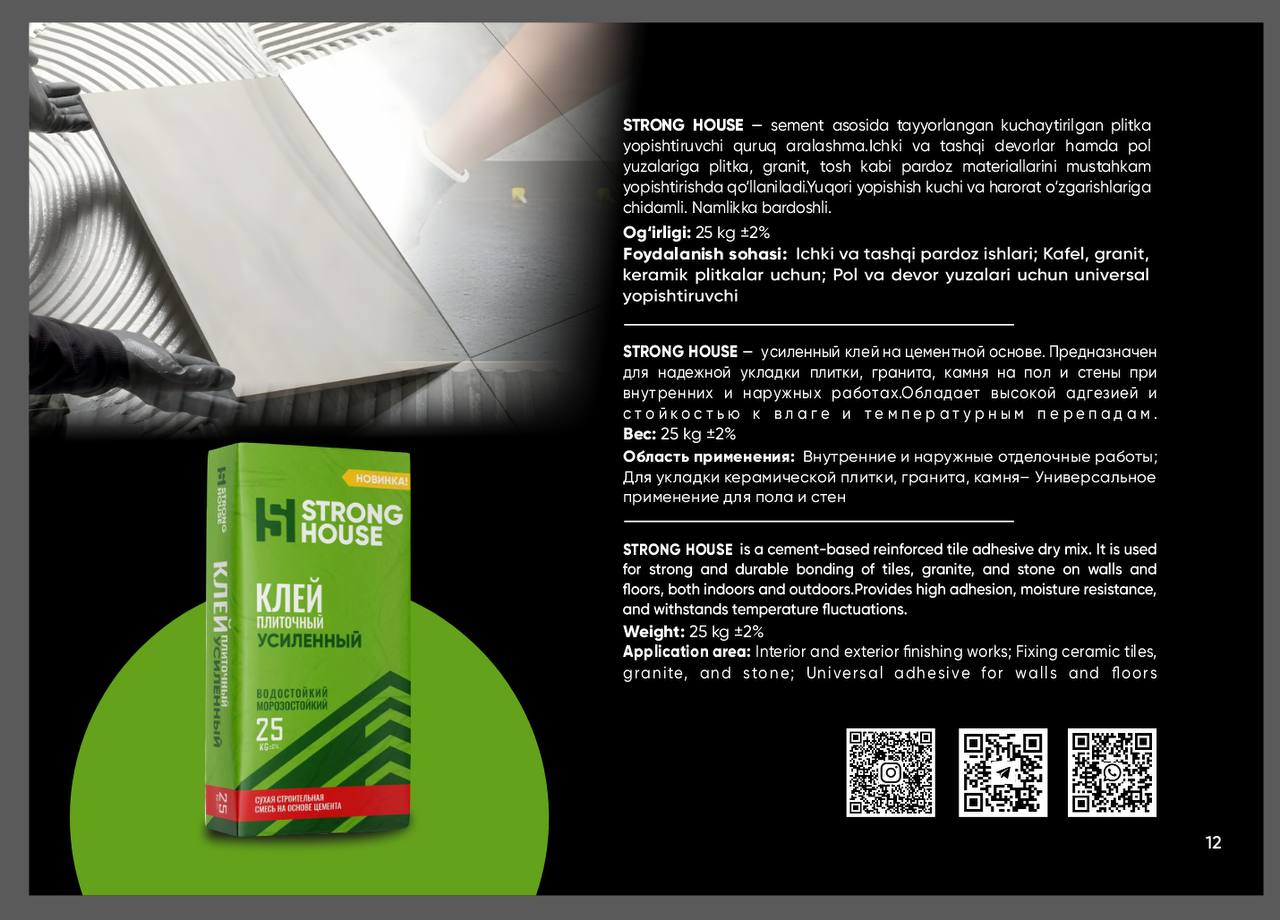 STRONG HOUSE – sement asosida tayyorlangan kuchaytirilgan plitka
yopishtiruvchi quruq aralashma.Ichki va tashqi devorlar hamda pol
yuzalariga plitka, granit, tosh kabi pardoz materiallarini mustahkam
yopishtirishda qo‘llaniladi.Yuqori yopishish kuchi va harorat o‘zgarishlariga
chidamli. Namlikka bardoshli.
Og‘irligi: 25 kg ±2%
Foydalanish sohasi: Ichki va tashqi pardoz ishlari; Kafel, granit,
keramik plitkalar uchun; Pol va devor yuzalari uchun universal
yopishtiruvchi
STRONG HOUSE – усиленный клей на цементной основе. Предназначен
для надежной укладки плитки, гранита, камня на пол и стены при
внутренних и наружных работах.Обладает высокой адгезией и
стойкостью к влаге и температурным перепадам.
Вес: 25 kg ±2%
Область применения: Внутренние и наружные отделочные работы;
Для укладки керамической плитки, гранита, камня– Универсальное
применение для пола и стен
STRONG HOUSE is a cement-based reinforced tile adhesive dry mix. It is used
for strong and durable bonding of tiles, granite, and stone on walls and
floors, both indoors and outdoors.Provides high adhesion, moisture resistance,
and withstands temperature fluctuations.
Weight: 25 kg ±2%
Application area: Interior and exterior finishing works; Fixing ceramic tiles,
granite, and stone; Universal adhesive for walls and floors
НОВИНКА!
STRONG
HOUSE
КЛЕЙ
ПЛИТОЧНЫЙ
УСИЛЕННЫЙ
ВОДОСТОЙКИЙ
МОРОЗОСТОЙКИЙ
25
KG±2%
СУХАЯ СТРОИТЕЛЬНАЯ
СМЕСЬ НА ОСНОВЕ ЦЕМЕНТА
STRONG
HOUSE
КЛЕЙ
ПЛИТОЧНЫЙ
УСИЛЕННЫЙ
25
12